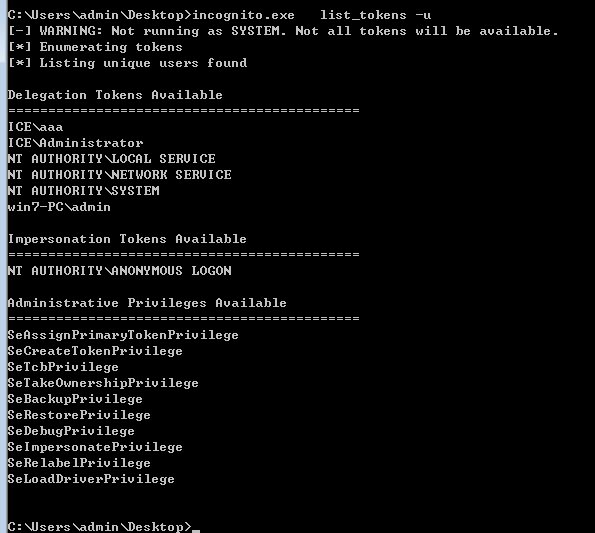 C:\Users\admin\Desktop>incognito.exe   list_tokens -u
[-] WARNING: Not running as SYSTEM. Not all tokens will be available.
[*] Enumerating tokens
[*] Listing unique users found
Delegation Tokens Available
============================================
ICE\aaa
ICE\Administrator
NT AUTHORITY\LOCAL SERVICE
NT AUTHORITY\NETWORK SERVICE
NT AUTHORITY\SYSTEM
win7-PC\admin
Impersonation Tokens Available
============================================
NT AUTHORITY\ANONYMOUS LOGON
Administrative Privileges Available
============================================
SeAssignPrimaryTokenPrivilege
SeCreateTokenPrivilege
SeTcbPrivilege
SeTakeOwnershipPrivilege
SeBackupPrivilege
SeRestorePrivilege
SeDebugPrivilege
SeImpersonatePrivilege
SeRelabelPrivilege
SeLoadDriverPrivilege
C:\Users\admin\Desktop>_